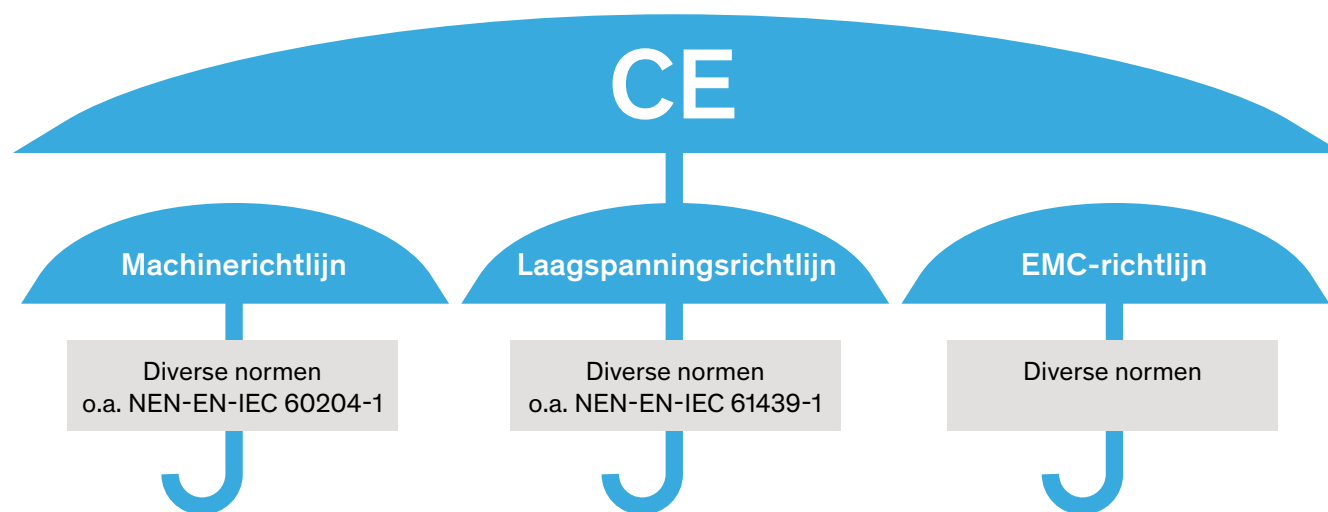 CE
Machinerichtlijn
Laagspanningsrichtlijn
EMC-richtlijn
Diverse normen
o.a. NEN-EN-IEC 60204-1
Diverse normen
o.a. NEN-EN-IEC 61439-1
Diverse normen